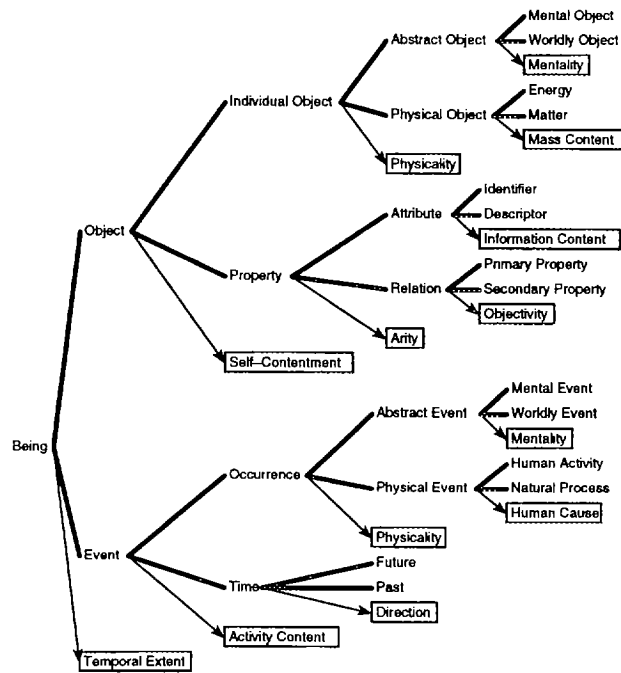 Mental Object
Abstract Object
Worldly Object
Mentality
Individual Object
Energy
Physical Object
Matter
Mass Content
Physicality
Identifier
Attribute
Descriptor
Object
Information Content
Property
Primary Property
Relation
Secondary Property
Objectivity
Arity
Self–Contentment
Mental Event
Abstract Event
Worldly Event
Mentality
Being
Occurrence
Human Activity
Physical Event
Natural Process
Human Cause
Physicality
Event
Future
Time
Past
Direction
Activity Content
Temporal Extent